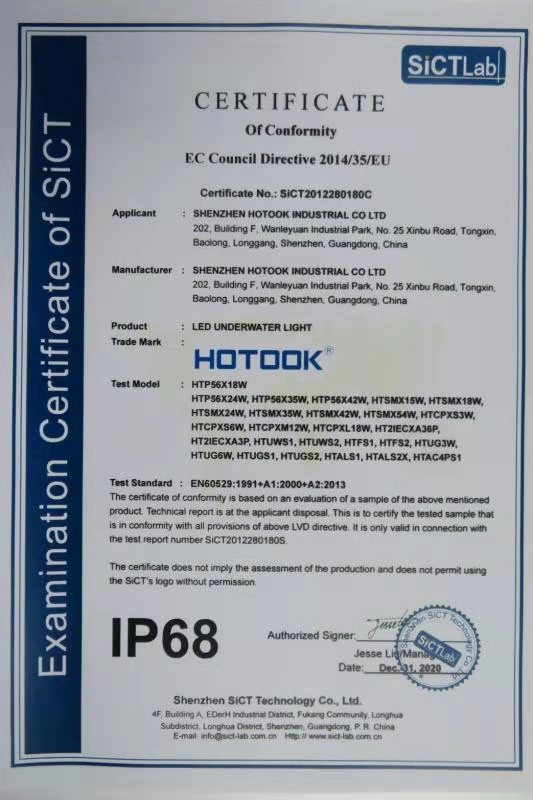 SiCTLab
Examination Certificate of SiCT
CERTIFICATE
Of Conformity
EC Council Directive 2014/35/EU
Certificate No.: SiCT2012280180C
Applicant : SHENZHEN HOTOOK INDUSTRIAL CO LTD
202, Building F, Wanleyuan Industrial Park, No. 25 Xinbu Road, Tongxin,
Baolong, Longgang, Shenzhen, Guangdong, China
Manufacturer : SHENZHEN HOTOOK INDUSTRIAL CO LTD
202, Building F, Wanleyuan Industrial Park, No. 25 Xinbu Road, Tongxin,
Baolong, Longgang, Shenzhen, Guangdong, China
Product : LED UNDERWATER LIGHT
Trade Mark :
HOTOOK®
Test Model : HTP56X18W
HTP56X24W, HTP56X35W, HTP56X42W, HTSMX15W, HTSMX18W,
HTSMX24W, HTSMX35W, HTSMX42W, HTSMX54W, HTCPXS3W,
HTCPXS6W, HTCPXM12W, HTCPXL18W, HT2IECXA36P,
HT2IECXA3P, HTUWS1, HTUWS2, HTFS1, HTFS2, HTUG3W,
HTUG6W, HTUGS1, HTUGS2, HTALS1, HTALS2X, HTAC4PS1
Test Standard : EN60529:1991+A1:2000+A2:2013
The certificate of conformity is based on an evaluation of a sample of the above mentioned
product. Technical report is at the applicant disposal. This is to certify the tested sample that
is in conformity with all provisions of above LVD directive. It is only valid in connection with
the test report number SiCT2012280180S.
The certificate does not imply the assessment of the production and does not permit using
the SiCT's logo without permission.
IP68
Authorized Signer:
Jesse
Date: Dec. 31, 2020
Shenzhen SiCT Technology Co., Ltd.
SiCTLab
Shenzhen SiCT Technology Co., Ltd.
4F, Building A, EDerH Industrial District, Fukang Community, Longhua
Subdistrict, Longhua District, Shenzhen, Guangdong, P. R. China
E-mail: info@sict-lab.com.cn Http:// www.sict-lab.com.cn